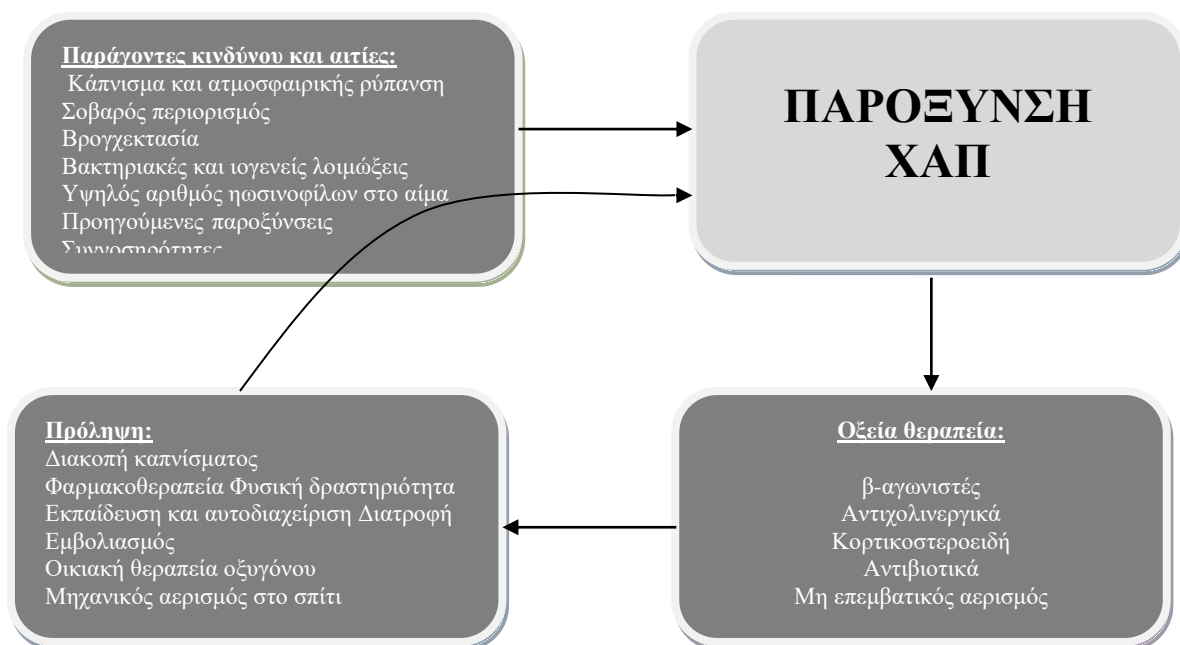 Παράγοντες κινδύνου και αιτίες:
Κάπνισμα και ατμοσφαιρικής ρύπανση
Σοβαρός περιορισμός
Βρογχεκτασία
Βακτηριακές και ιογενείς λοιμώξεις
Υψηλός αριθμός ηωσινοφίλων στο αίμα
Προηγούμενες παροξύνσεις
Συννοσηρότητες
ΠΑΡΟΞΥΝΣΗ
ΧΑΠ
Πρόληψη:
Διακοπή καπνίσματος
Φαρμακοθεραπεία Φυσική δραστηριότητα
Εκπαίδευση και αυτοδιαχείριση Διατροφή
Εμβολιασμός
Οικιακή θεραπεία οξυγόνου
Μηχανικός αερισμός στο σπίτι
Οξεία θεραπεία:
β-αγωνιστές
Αντιχολινεργικά
Κορτικοστεροειδή
Αντιβιοτικά
Μη επεμβατικός αερισμός